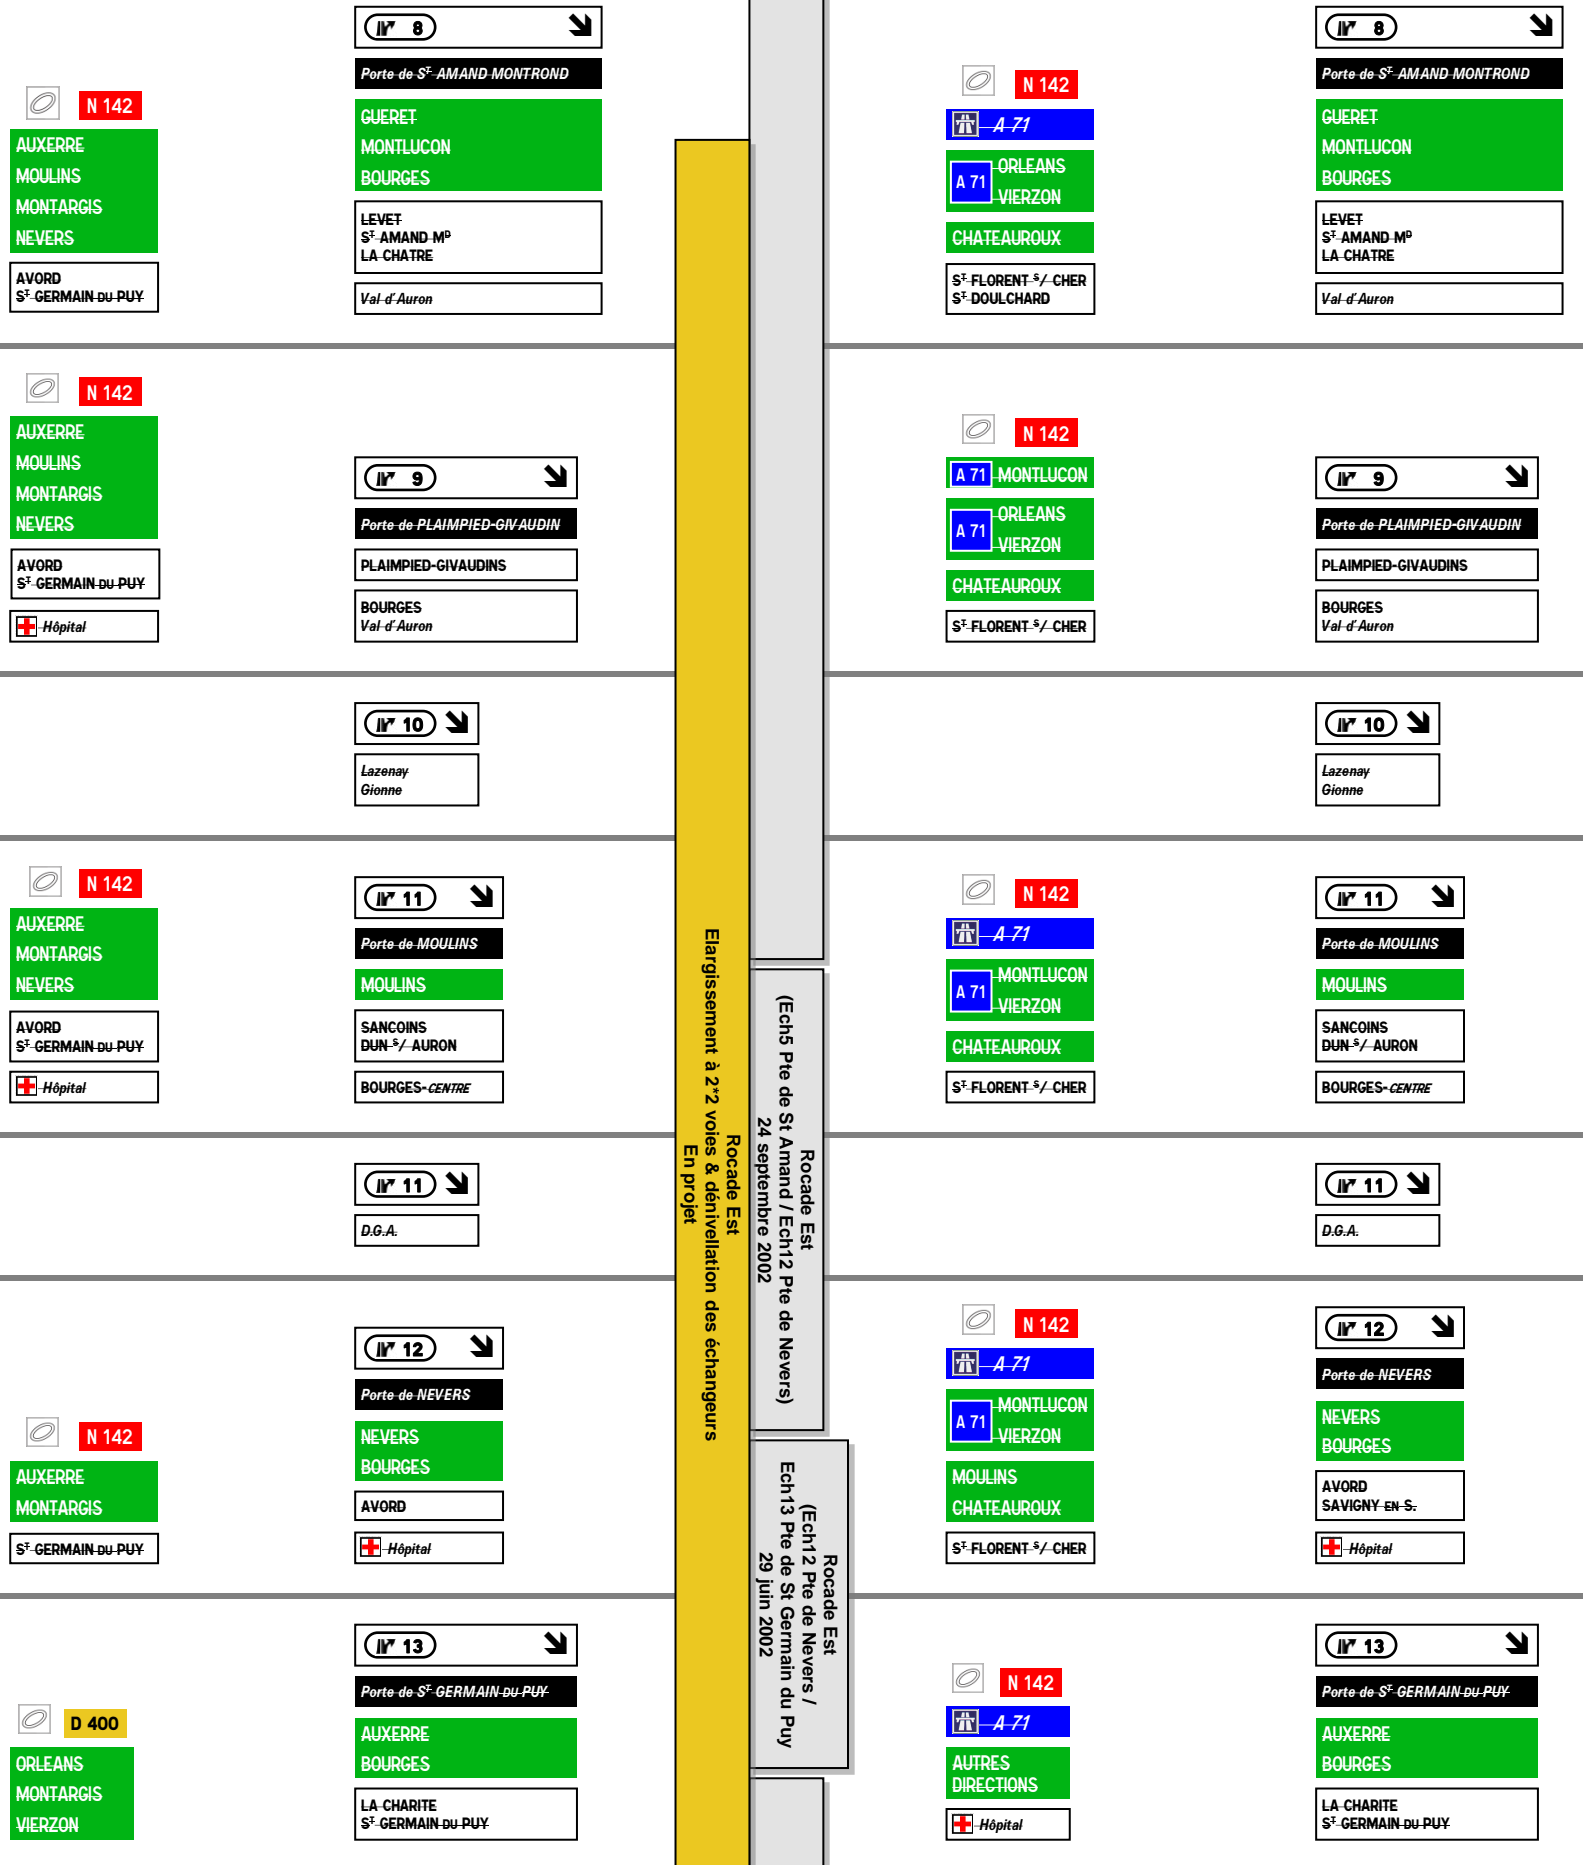 8
Porte de Sᵀ AMAND MONTROND
GUERET
MONTLUCON
BOURGES
LEVET
Sᵀ AMAND Mᴰ
LA CHATRE
Val d'Auron
N 142
AUXERRE
MOULINS
MONTARGIS
NEVERS
AVORD
Sᵀ GERMAIN DU PUY
N 142
A 71
A 71
ORLEANS
VIERZON
CHATEAUROUX
Sᵀ FLORENT ˢ/ CHER
Sᵀ DOULCHARD
8
Porte de Sᵀ AMAND MONTROND
GUERET
MONTLUCON
BOURGES
LEVET
Sᵀ AMAND Mᴰ
LA CHATRE
Val d'Auron
N 142
AUXERRE
MOULINS
MONTARGIS
NEVERS
AVORD
Sᵀ GERMAIN DU PUY
Hôpital
9
Porte de PLAIMPIED-GIVAUDIN
PLAIMPIED-GIVAUDINS
BOURGES
Val d'Auron
N 142
A 71 MONTLUCON
A 71
ORLEANS
VIERZON
CHATEAUROUX
Sᵀ FLORENT ˢ/ CHER
9
Porte de PLAIMPIED-GIVAUDIN
PLAIMPIED-GIVAUDINS
BOURGES
Val d'Auron
10
Lazenay
Gionne
10
Lazenay
Gionne
N 142
AUXERRE
MONTARGIS
NEVERS
AVORD
Sᵀ GERMAIN DU PUY
Hôpital
11
Porte de MOULINS
MOULINS
SANCOINS
DUN ˢ/ AURON
BOURGES-CENTRE
N 142
A 71
A 71
MONTLUCON
VIERZON
CHATEAUROUX
Sᵀ FLORENT ˢ/ CHER
11
Porte de MOULINS
MOULINS
SANCOINS
DUN ˢ/ AURON
BOURGES-CENTRE
11
D.G.A.
11
D.G.A.
Rocade Est
Elargissement à 2*2 voies & dénivellation des échangeurs
En projet
Rocade Est
(Ech5 Pte de St Amand / Ech12 Pte de Nevers)
24 septembre 2002
N 142
AUXERRE
MONTARGIS
Sᵀ GERMAIN DU PUY
12
Porte de NEVERS
NEVERS
BOURGES
AVORD
Hôpital
N 142
A 71
A 71
MONTLUCON
VIERZON
MOULINS
CHATEAUROUX
Sᵀ FLORENT ˢ/ CHER
12
Porte de NEVERS
NEVERS
BOURGES
AVORD
SAVIGNY EN S.
Hôpital
Rocade Est
(Ech12 Pte de Nevers /
Ech13 Pte de St Germain du Puy
29 juin 2002
D 400
ORLEANS
MONTARGIS
VIERZON
13
Porte de Sᵀ GERMAIN DU PUY
AUXERRE
BOURGES
LA CHARITE
Sᵀ GERMAIN DU PUY
N 142
A 71
AUTRES
DIRECTIONS
Hôpital
13
Porte de Sᵀ GERMAIN DU PUY
AUXERRE
BOURGES
LA CHARITE
Sᵀ GERMAIN DU PUY